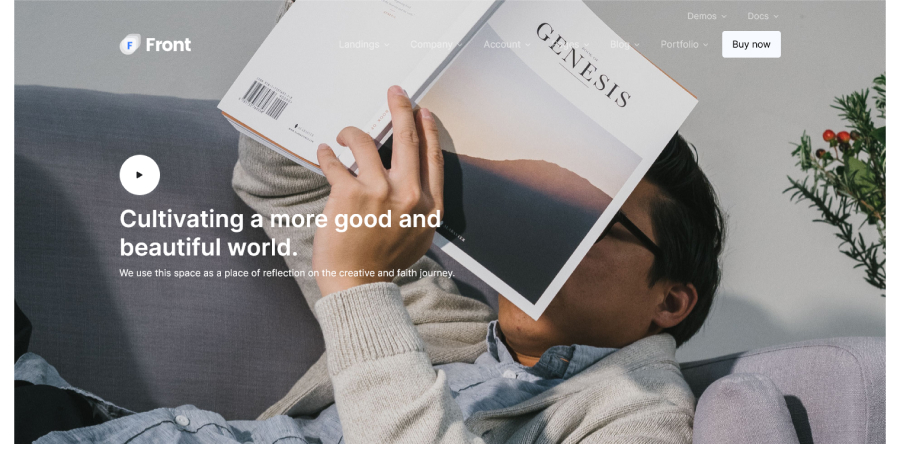 Demos
Docs
Front
Landings
Company
Account
Blog
Portfolio
Buy now
GENESIS
Cultivating a more good and
beautiful world.
We use this space as a place of reflection on the creative and faith journey.